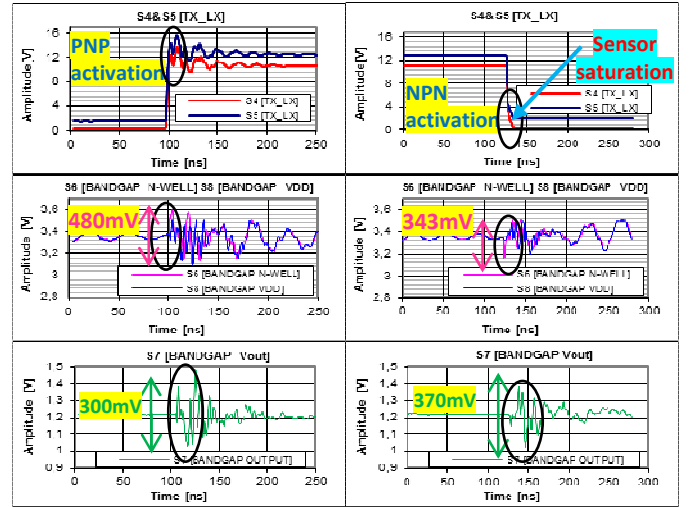 S4&S5 [TX_LX]
Amplitude [V]
16
12
8
4
0
PNP
activation
S4 [TX_LX]
S5 [TX_LX]
0 50 100 150 200 250
Time [ns]
S4&S5 [TX_LX]
Amplitude [V]
16
13
11
9
4
0
Sensor
saturation
NPN
activation
S4 [TX_LX]
S5 [TX_LX]
0 50 100 150 200 250 300
Time [ns]
S6 [BANDGAP N-WELL] S8 [BANDGAP VDD]
Amplitude [V]
3,8
3,6
3,4
3,2
3
2,8
480mV
S6 [BANDGAP N-WELL]
S8 [BANDGAP VDD]
0 50 100 150 200 250
Time [ns]
S6 [BANDGAP N-WELL] S8 [BANDGAP VDD]
Amplitude [V]
3,8
3,6
3,4
3,2
3
2,8
343mV
S6 [BANDGAP N-WELL]
S8 [BANDGAP VDD]
0 50 100 150 200 250 300
Time [ns]
S7 [BANDGAP Vout]
Amplitude [V]
1,5
1,4
1,3
1,2
1,1
1
0,9
300mV
S7 [BANDGAP OUTPUT]
0 50 100 150 200 250
Time [ns]
S7 [BANDGAP Vout]
Amplitude [V]
1,5
1,4
1,3
1,2
1,1
1
0,9
370mV
S7 [BANDGAP OUTPUT]
0 50 100 150 200 250 300
Time [ns]